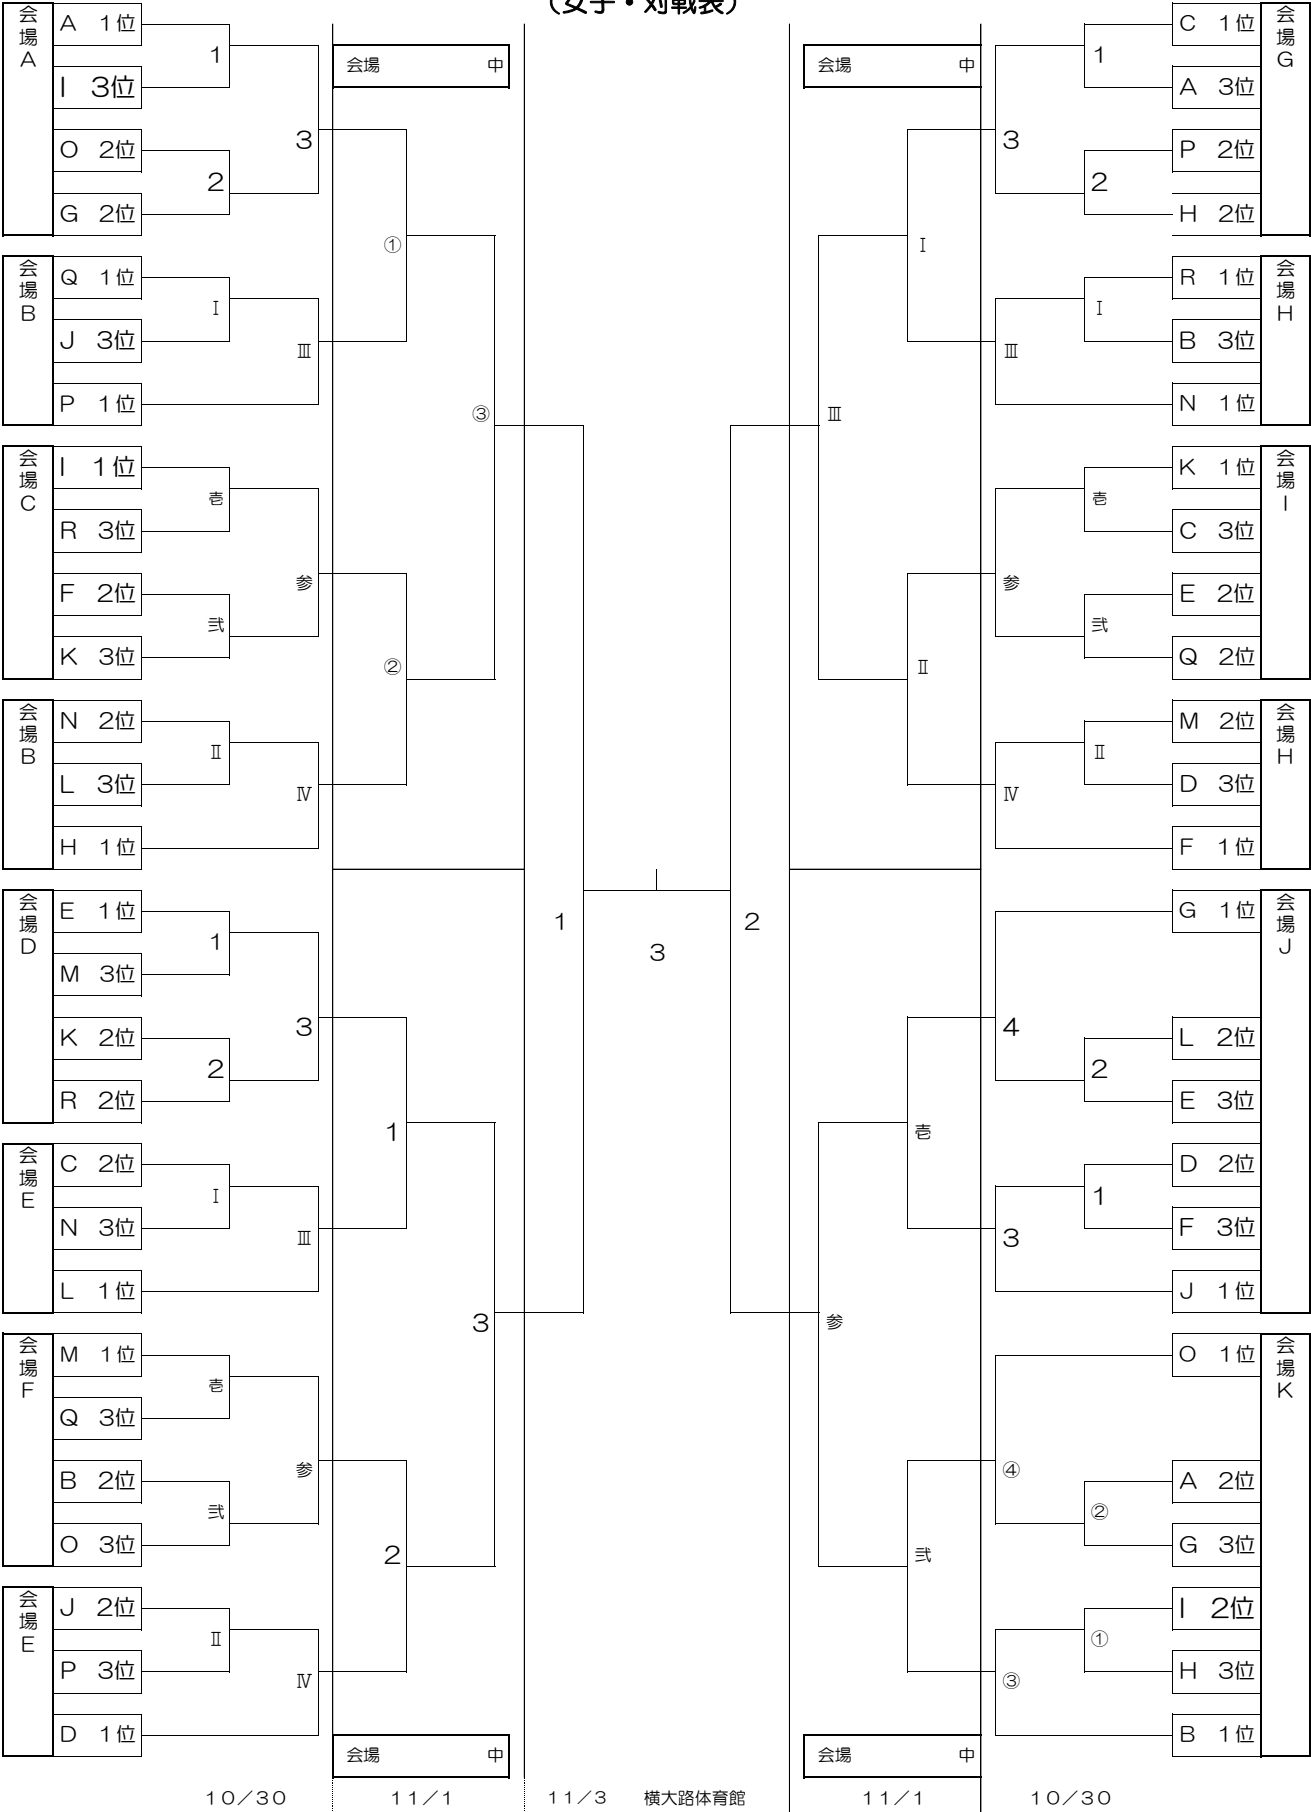 （女子・対戦表）
会場A
A 1位
I 3位
O 2位
G 2位
1
2
3
会場B
Q 1位
J 3位
P 1位
Ⅰ
Ⅲ
会場C
I 1位
R 3位
F 2位
K 3位
壱
弐
参
会場B
N 2位
L 3位
H 1位
Ⅱ
Ⅳ
会場D
E 1位
M 3位
K 2位
R 2位
1
2
3
会場E
C 2位
N 3位
L 1位
Ⅰ
Ⅲ
会場F
M 1位
Q 3位
B 2位
O 3位
壱
弐
参
会場E
J 2位
P 3位
D 1位
Ⅱ
Ⅳ
会場 中
①
②
③
1
2
3
会場 中
1
3
2
会場 中
Ⅰ
Ⅱ
Ⅲ
壱
弐
参
会場 中
会場G
C 1位
A 3位
P 2位
H 2位
1
2
3
会場H
R 1位
B 3位
N 1位
Ⅰ
Ⅲ
会場I
K 1位
C 3位
E 2位
Q 2位
壱
弐
参
会場H
M 2位
D 3位
F 1位
Ⅱ
Ⅳ
会場J
G 1位
L 2位
E 3位
D 2位
F 3位
J 1位
4
2
1
3
会場K
O 1位
A 2位
G 3位
I 2位
H 3位
B 1位
④
②
①
③
10／30 11／1 11／3 横大路体育館 11／1 10／30